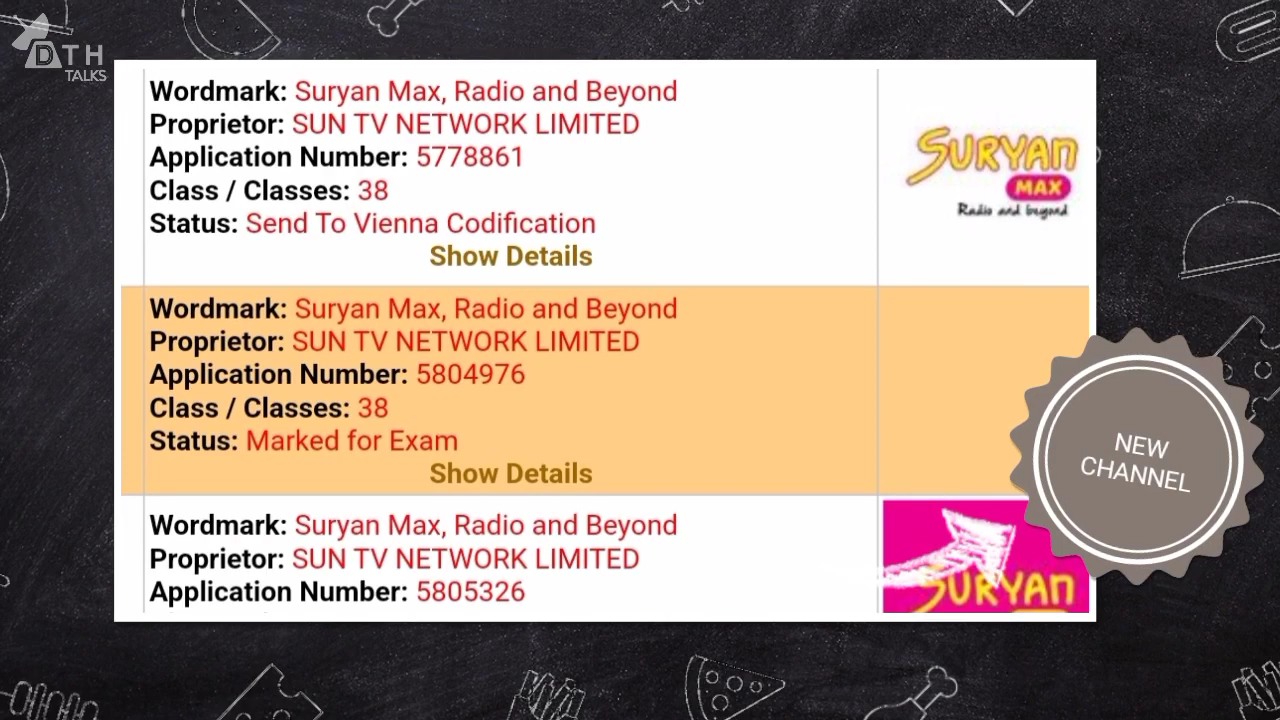 DTH
TALKS
Wordmark: Suryan Max, Radio and Beyond
Proprietor: SUN TV NETWORK LIMITED
Application Number: 5778861
Class / Classes: 38
Status: Send To Vienna Codification
Show Details
SURYAN
MAX
Radio and beyond
Wordmark: Suryan Max, Radio and Beyond
Proprietor: SUN TV NETWORK LIMITED
Application Number: 5804976
Class / Classes: 38
Status: Marked for Exam
Show Details
NEW
CHANNEL
Wordmark: Suryan Max, Radio and Beyond
Proprietor: SUN TV NETWORK LIMITED
Application Number: 5805326
SURYAN